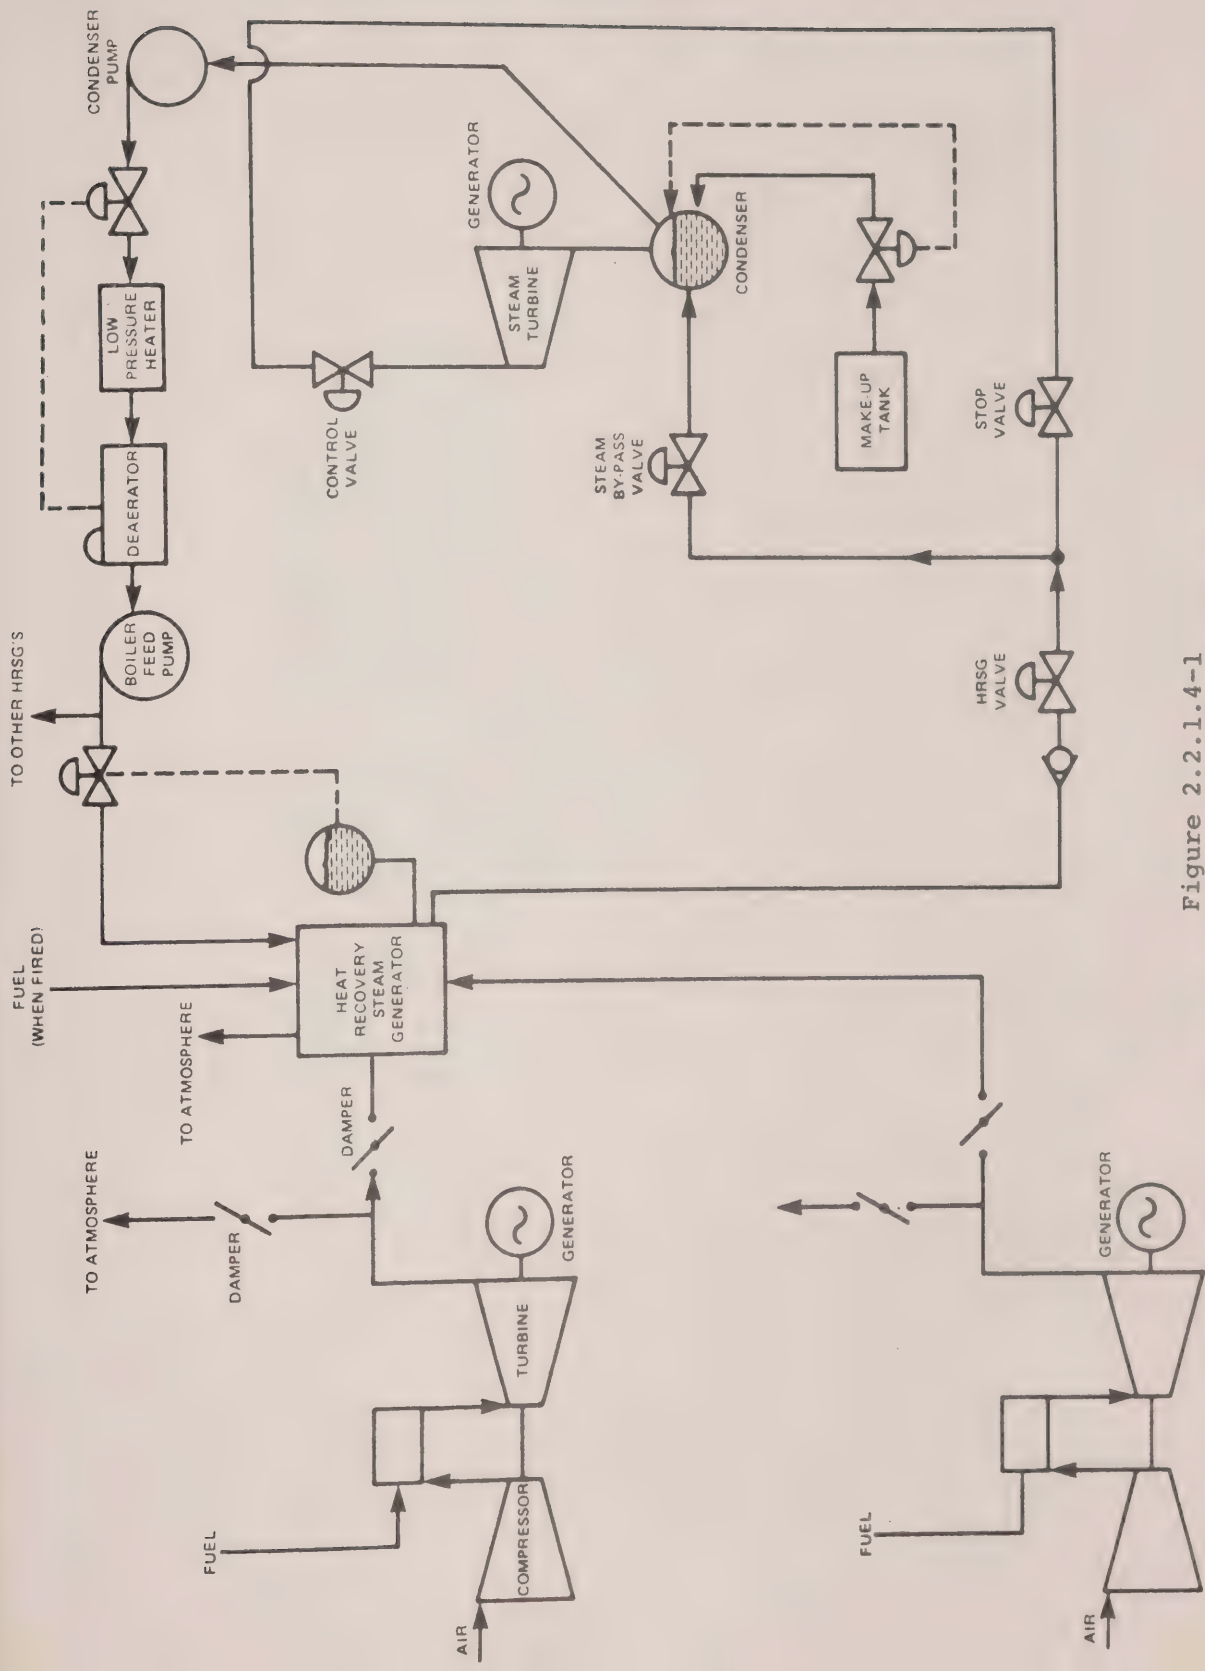 CONDENSER
PUMP
LOW
PRESSURE
HEATER
DEAERATOR
BOILER
FEED
PUMP
TO OTHER HRSG'S
FUEL
(WHEN FIRED)
TO ATMOSPHERE
HEAT
RECOVERY
STEAM
GENERATOR
GENERATOR
STEAM
TURBINE
CONTROL
VALVE
CONDENSER
STEAM
BY-PASS
VALVE
MAKE-UP
TANK
STOP
VALVE
HRSG
VALVE
TO ATMOSPHERE
DAMPER
DAMPER
GENERATOR
TURBINE
COMPRESSOR
FUEL
AIR
GENERATOR
FUEL
AIR
Figure 2.2.1.4-1